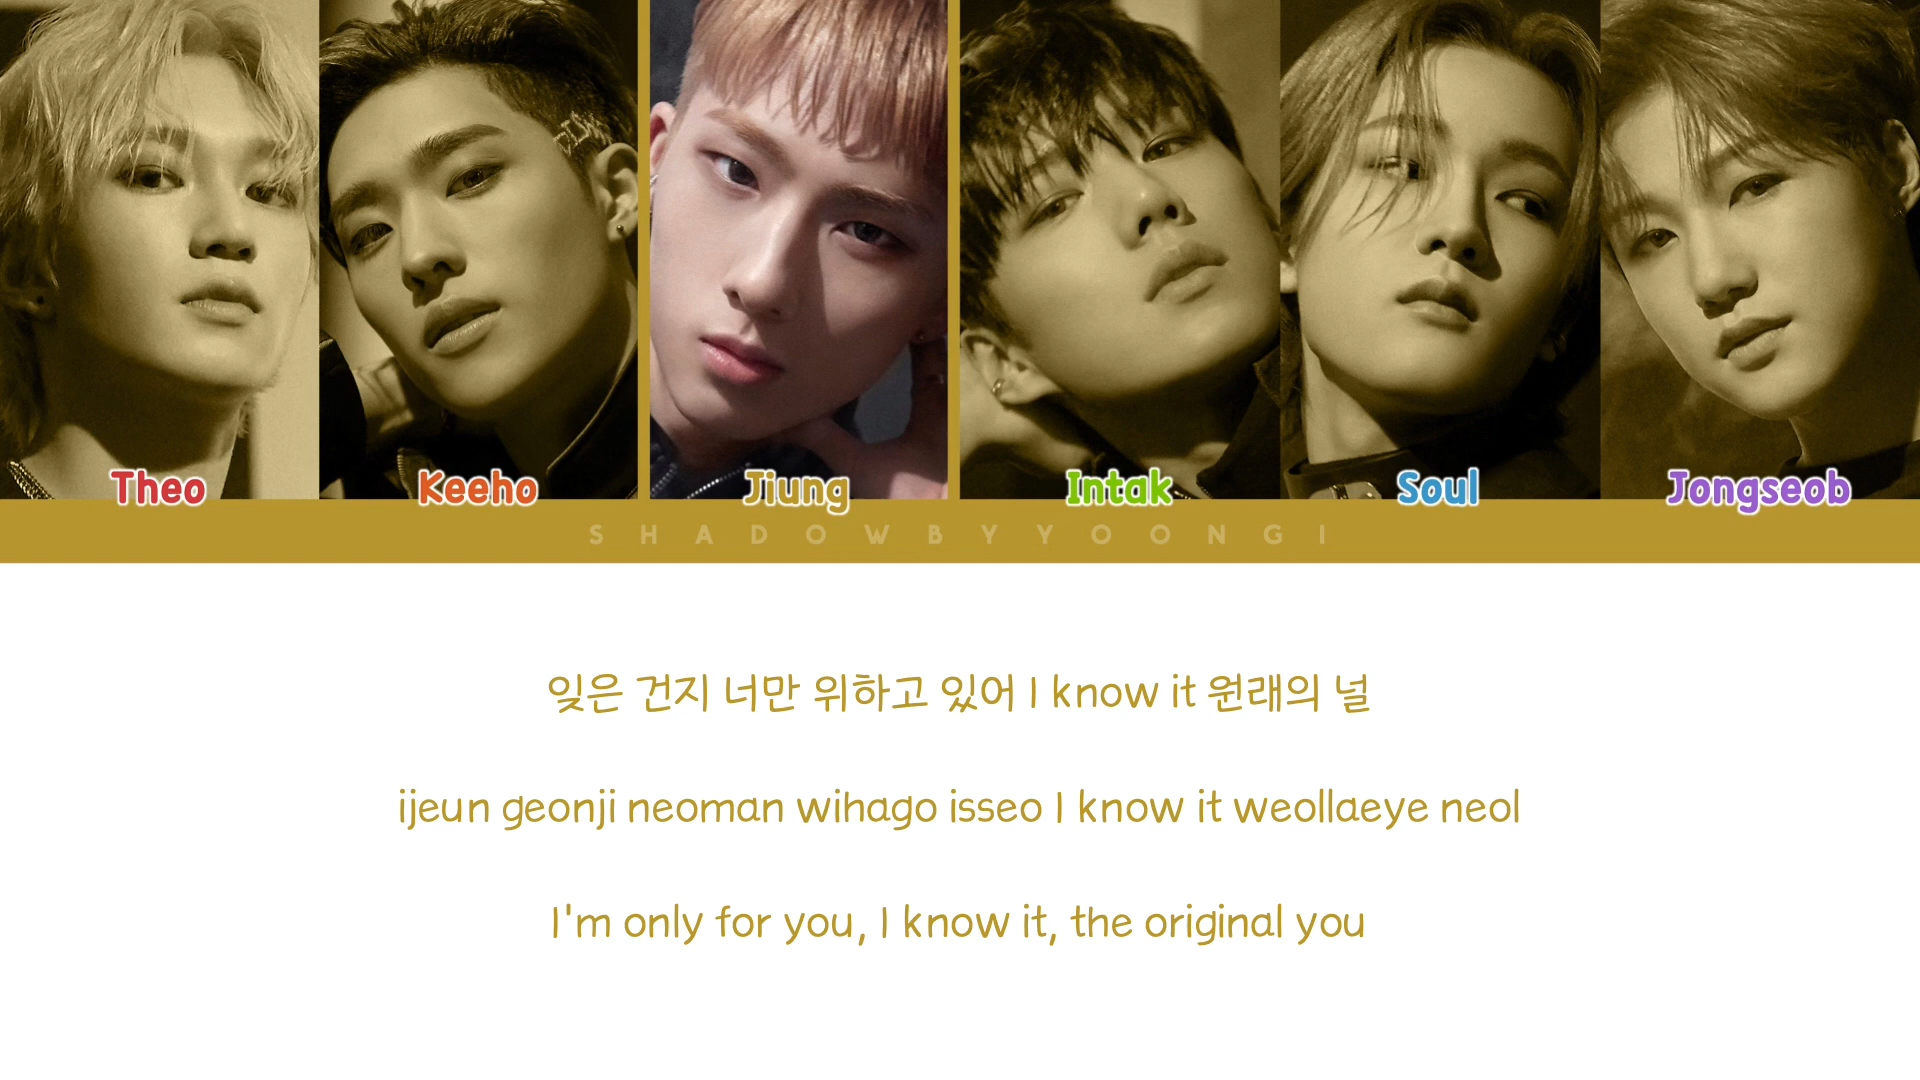 Theo Keeho Jiung Intak Soul Jongseob
SHADOWBYYOONGI
잊은 건지 너만 위하고 있어 I know it 원래의 널
ijeun geonji neoman wihago isseo I know it weollaeye neol
I'm only for you, I know it, the original you